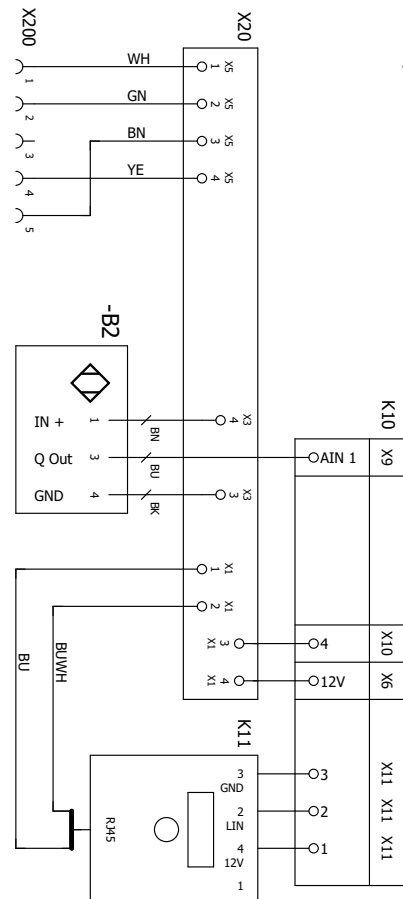 X200
X20
WH
1
1
X5
GN
2
2
X5
BN
3
3
X5
YE
4
4
X5
5
-B2
K10
IN +
1
BN
4
X3
Q Out
3
BU
AIN 1
X9
GND
4
BK
3
X3
1
X1
2
X1
X1
3
4
X10
X1
4
12V
X6
BU
BUWH
K11
3
GND
3
X11
2
LIN
2
X11
4
12V
1
X11
1
RJ45